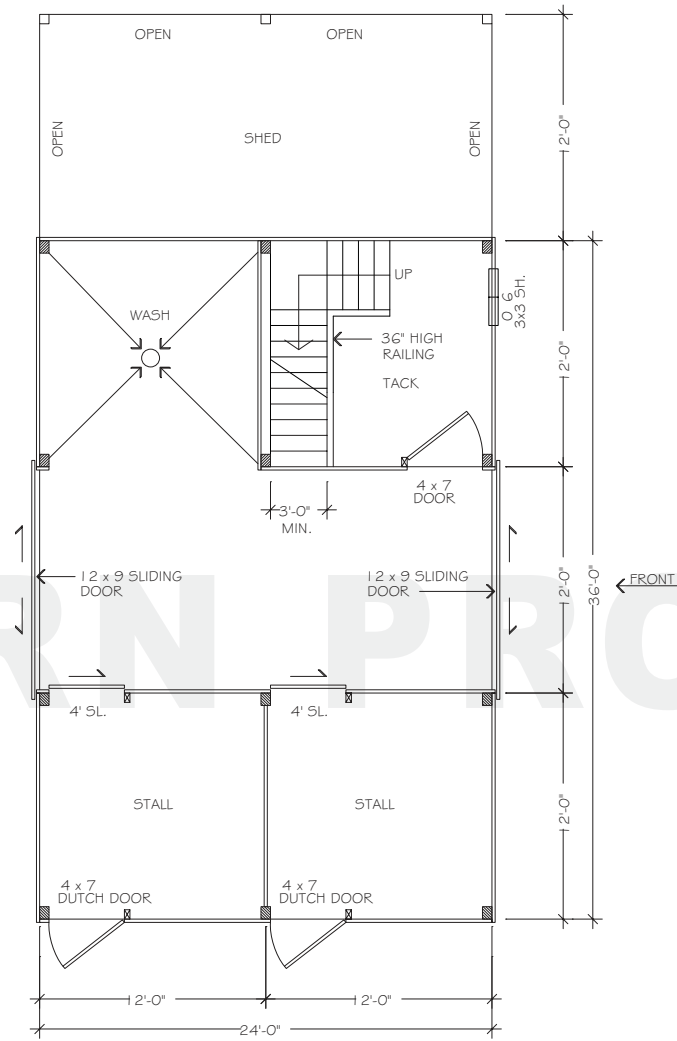 OPEN
OPEN
OPEN
SHED
OPEN
12'-0"
UP
WASH
36" HIGH
RAILING
TACK
6
0
3x3 SH.
12'-0"
4 x 7
DOOR
3'-0"
MIN.
12 x 9 SLIDING
DOOR
12 x 9 SLIDING
DOOR
12'-0"
36'-0"
FRONT
RN PRO
4' SL.
4' SL.
STALL
STALL
12'-0"
4 x 7
DUTCH DOOR
4 x 7
DUTCH DOOR
12'-0"
12'-0"
24'-0"